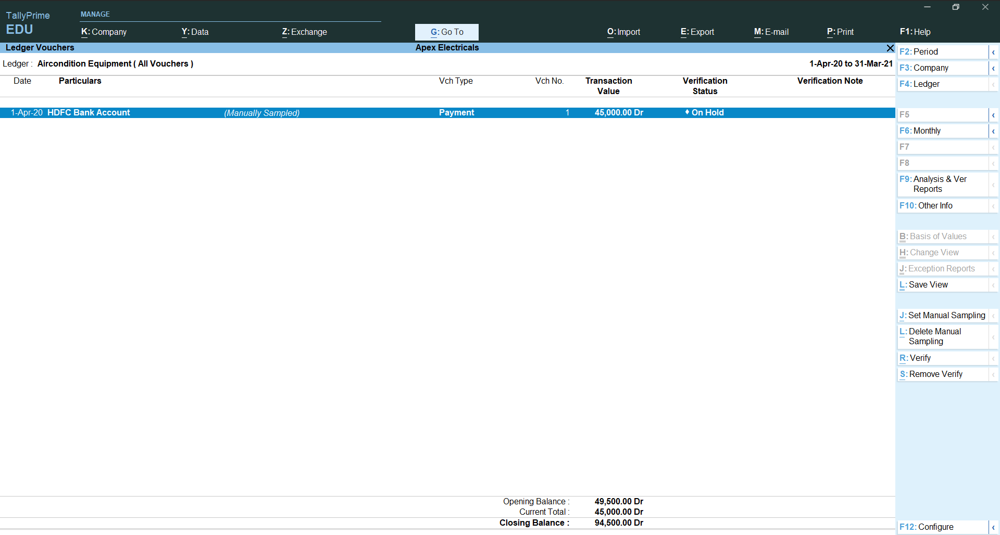 TallyPrime
EDU
MANAGE
K: Company
Y: Data
Z: Exchange
G: Go To
O: Import
E: Export
M: E-mail
P: Print
F1: Help
Ledger Vouchers
Apex Electricals
Ledger : Aircondition Equipment ( All Vouchers )
1-Apr-20 to 31-Mar-21
Date Particulars Vch Type Vch No. Transaction Verification Verification Note
Value Status
1-Apr-20 HDFC Bank Account (Manually Sampled) Payment 1 45,000.00 Dr ♦ On Hold
Opening Balance : 49,500.00 Dr
Current Total : 45,000.00 Dr
Closing Balance : 94,500.00 Dr
F2: Period
F3: Company
F4: Ledger
F5
F6: Monthly
F7
F8
F9: Analysis & Ver
Reports
F10: Other Info
B: Basis of Values
H: Change View
J: Exception Reports
L: Save View
J: Set Manual Sampling
L: Delete Manual
Sampling
R: Verify
S: Remove Verify
F12: Configure